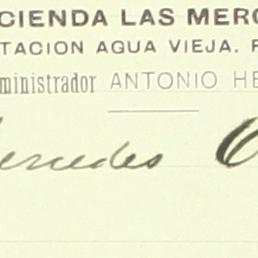 CIENDA LAS MERC
TACION AGUA VIEJA, F
ministrador ANTONIO HE
ercedes O